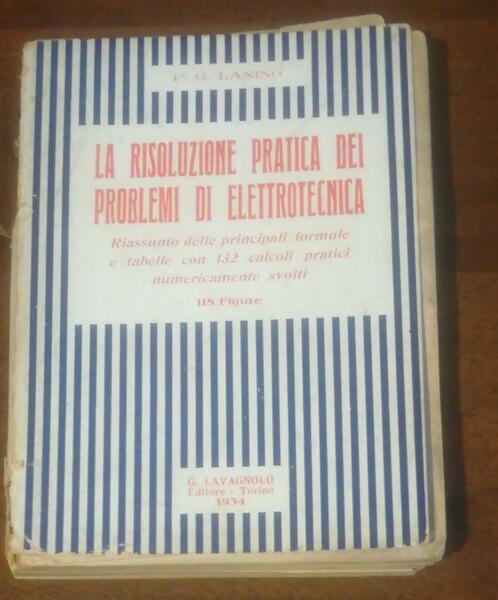 P. G. LANINO
LA RISOLUZIONE PRATICA DEI
PROBLEMI DI ELETTROTECNICA
Riassunto delle principali formule
e tabelle con 132 calcoli pratici
numericamente svolti
118 Figure
G. LAVAGNOLO
Editore - Torino
1934